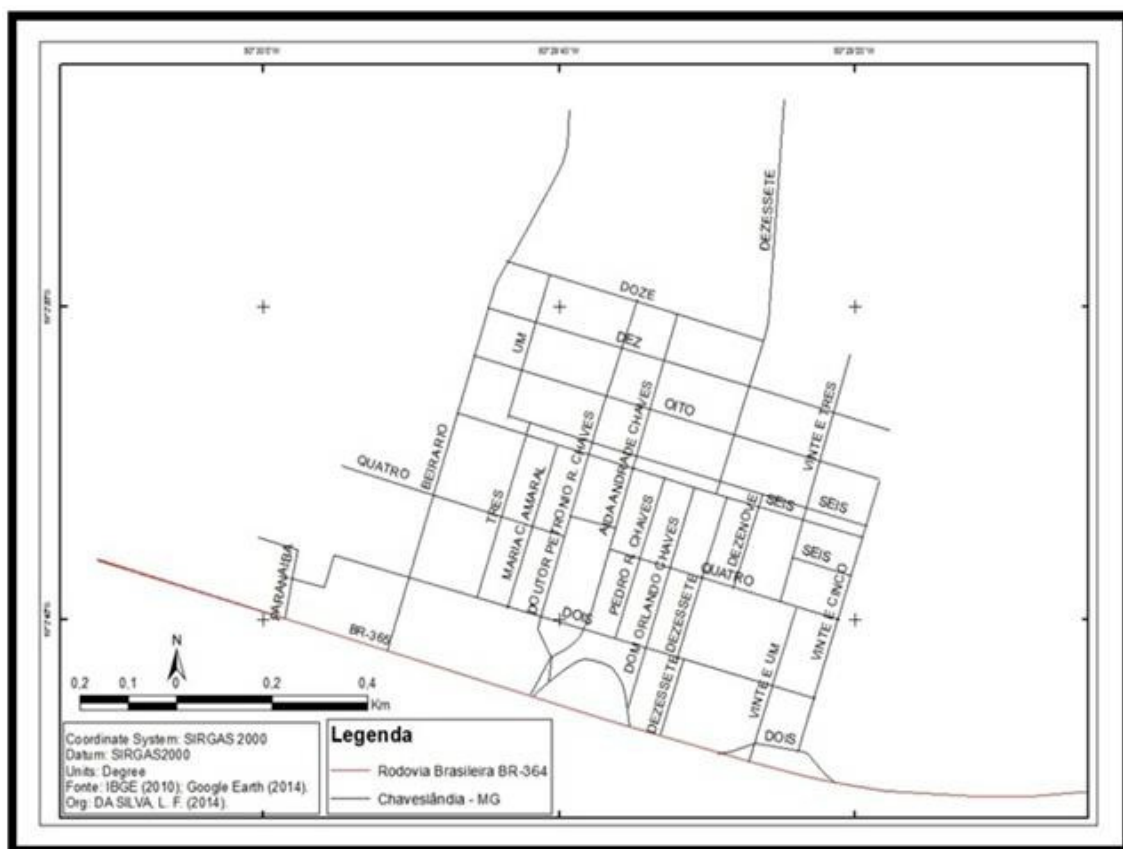 50°29'40"W
DEZESSETE
DOZE
DEZ
UM
OITO
VINTE E TRES
BEIRARIO
QUATRO
TRES
MARIA C. AMARAL
DOUTOR PETRONIO R. CHAVES
AIDA ANDRADE CHAVES
SEIS
SEIS
SEIS
DEZENOVE
PEDRO R. CHAVES
DOM ORLANDO CHAVES
QUATRO
PARANAIBA
DOIS
DEZESSETE
DEZESSETE
VINTE E CINCO
VINTE E UM
DOIS
BR-365
N
0,2 0,1 0 0,2 0,4
Km
Coordinate System: SIRGAS 2000
Datum: SIRGAS2000
Units: Degree
Fonte: IBGE (2010); Google Earth (2014).
Org: DA SILVA, L. F. (2014).
Legenda
Rodovia Brasileira BR-364
Chaveslândia - MG